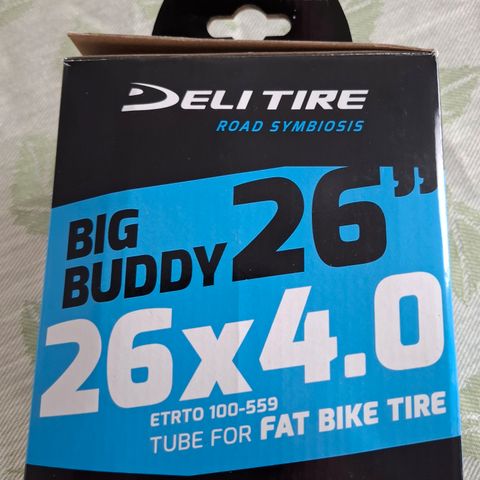 DELI TIRE
ROAD SYMBIOSIS
BIG
BUDDY 26"
26x4.0
ETRTO 100-559
TUBE FOR FAT BIKE TIRE